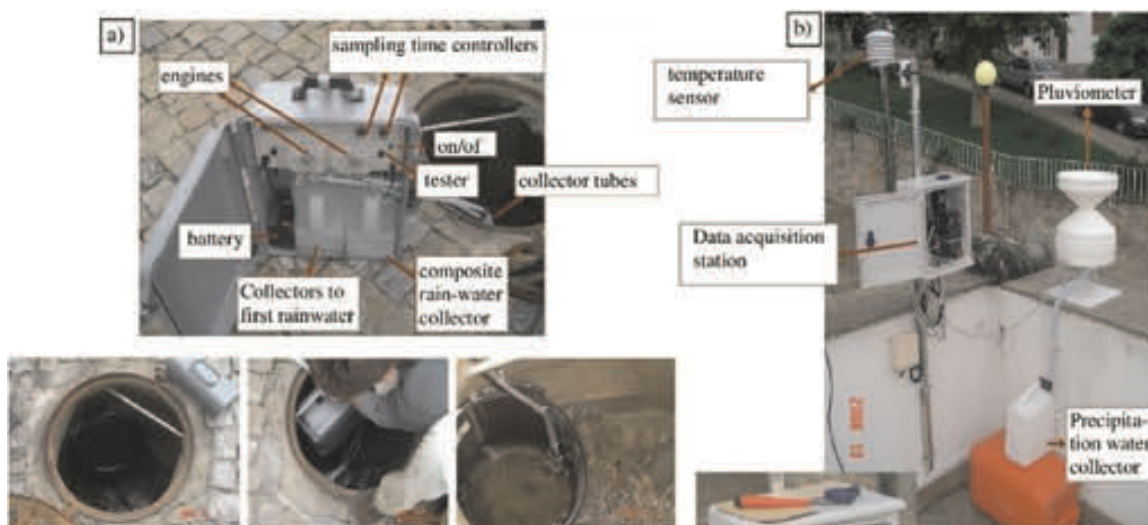 a)
sampling time controllers
engines
on/of
tester
collector tubes
battery
composite
rain-water
collector
Collectors to
first rainwater
b)
temperature
sensor
Pluviometer
Data acquisition
station
Precipita-
tion water
collector